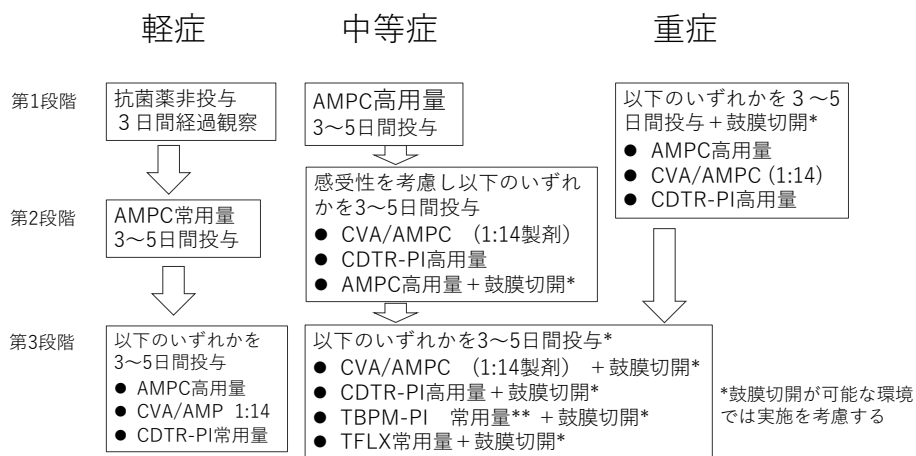 軽症
中等症
重症
第1段階
抗菌薬非投与
３日間経過観察
AMPC高用量
3～5日間投与
以下のいずれかを３～5
日間投与＋鼓膜切開*
● AMPC高用量
● CVA/AMPC (1:14)
● CDTR-PI高用量
第2段階
AMPC常用量
3～5日間投与
感受性を考慮し以下のいずれ
かを3～5日間投与
● CVA/AMPC （1:14製剤）
● CDTR-PI高用量
● AMPC高用量＋鼓膜切開*
第3段階
以下のいずれかを
3～5日間投与
● AMPC高用量
● CVA/AMP 1:14
● CDTR-PI常用量
以下のいずれかを3～5日間投与*
● CVA/AMPC （1:14製剤）＋鼓膜切開*
● CDTR-PI高用量＋鼓膜切開*
● TBPM-PI 常用量**＋鼓膜切開*
● TFLX常用量＋鼓膜切開*
*鼓膜切開が可能な環境
では実施を考慮する